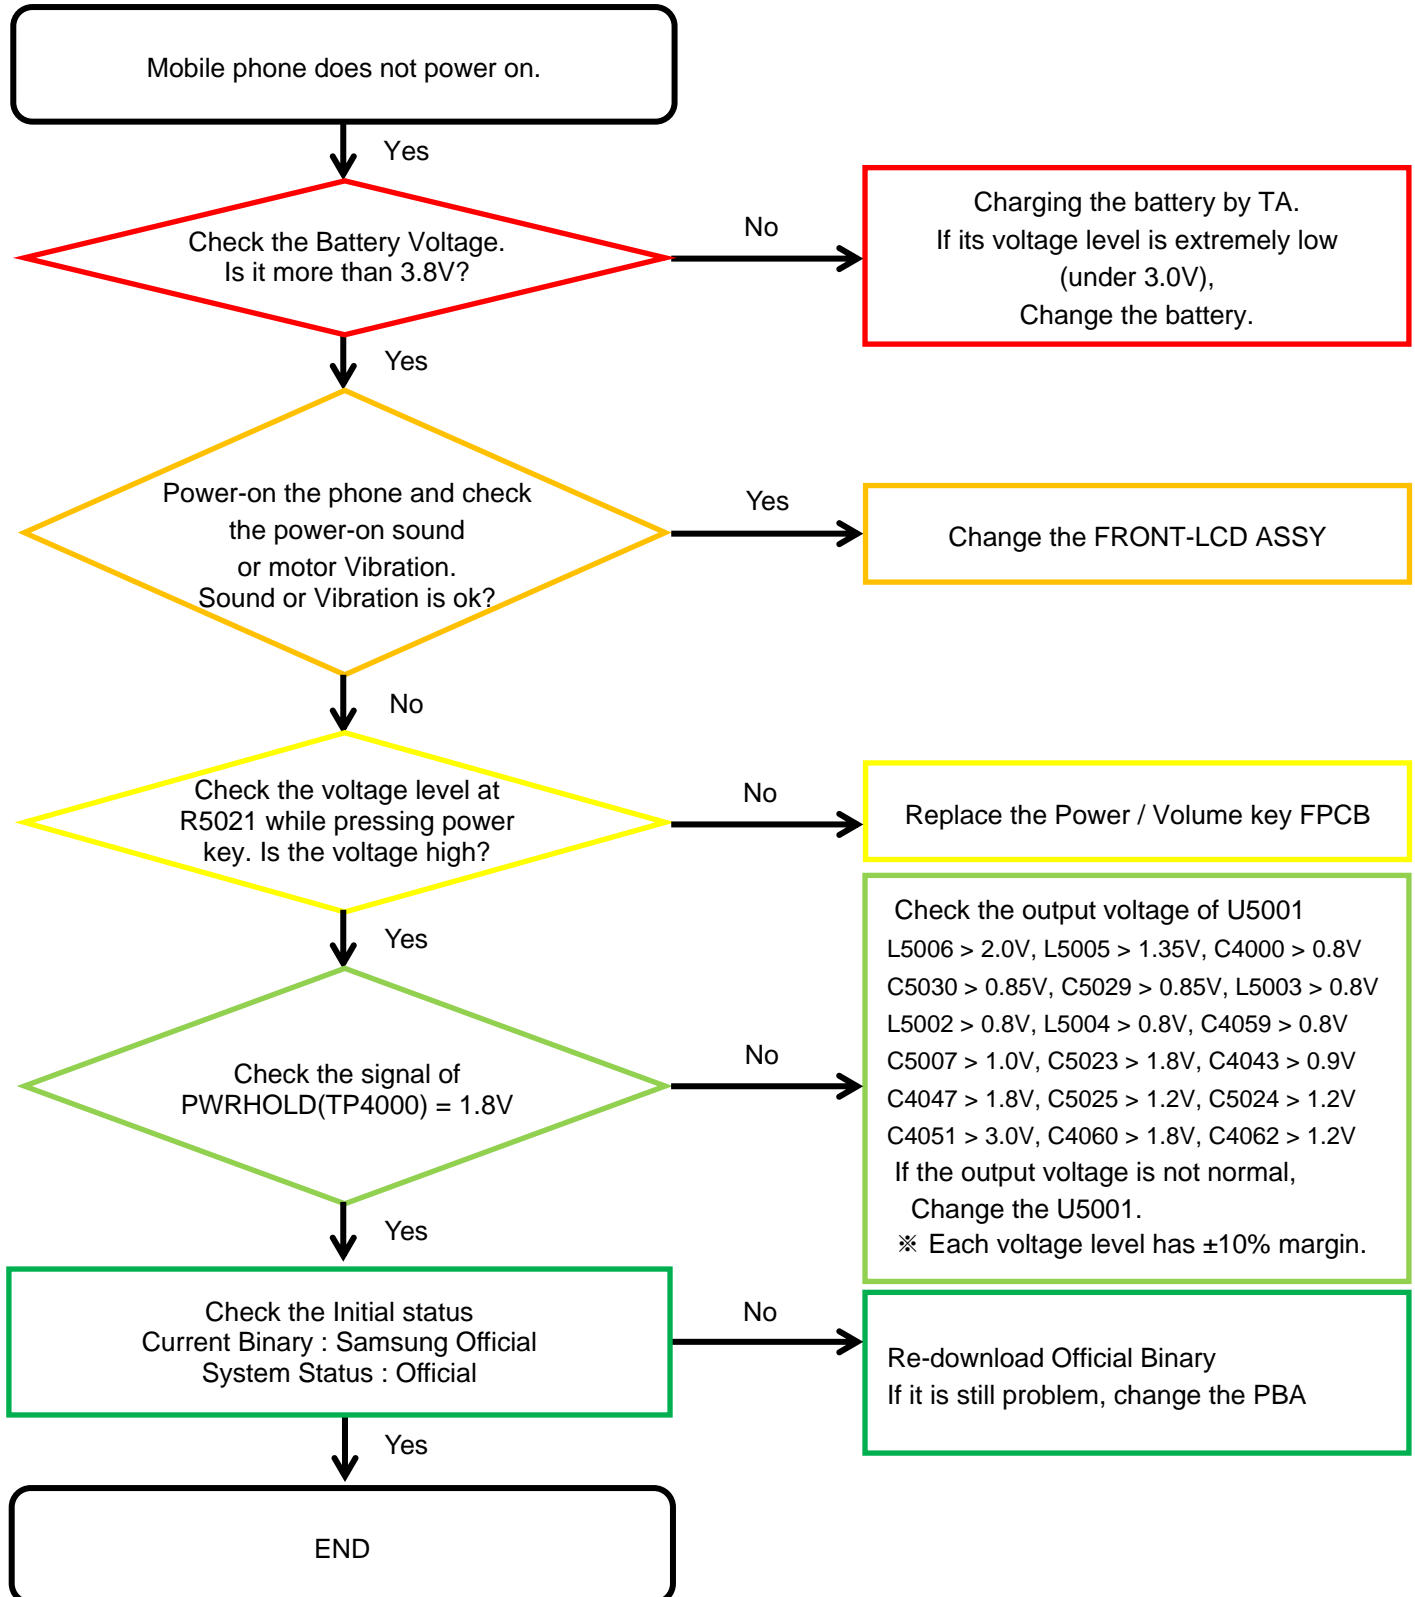 Mobile phone does not power on.
Yes
Check the Battery Voltage.
Is it more than 3.8V?
No
Charging the battery by TA.
If its voltage level is extremely low
(under 3.0V),
Change the battery.
Yes
Power-on the phone and check
the power-on sound
or motor Vibration.
Sound or Vibration is ok?
Yes
Change the FRONT-LCD ASSY
No
Check the voltage level at
R5021 while pressing power
key. Is the voltage high?
No
Replace the Power / Volume key FPCB
Yes
Check the signal of
PWRHOLD(TP4000) = 1.8V
No
Check the output voltage of U5001
L5006 > 2.0V, L5005 > 1.35V, C4000 > 0.8V
C5030 > 0.85V, C5029 > 0.85V, L5003 > 0.8V
L5002 > 0.8V, L5004 > 0.8V, C4059 > 0.8V
C5007 > 1.0V, C5023 > 1.8V, C4043 > 0.9V
C4047 > 1.8V, C5025 > 1.2V, C5024 > 1.2V
C4051 > 3.0V, C4060 > 1.8V, C4062 > 1.2V
If the output voltage is not normal,
Change the U5001.
※ Each voltage level has ±10% margin.
Yes
Check the Initial status
Current Binary : Samsung Official
System Status : Official
No
Re-download Official Binary
If it is still problem, change the PBA
Yes
END